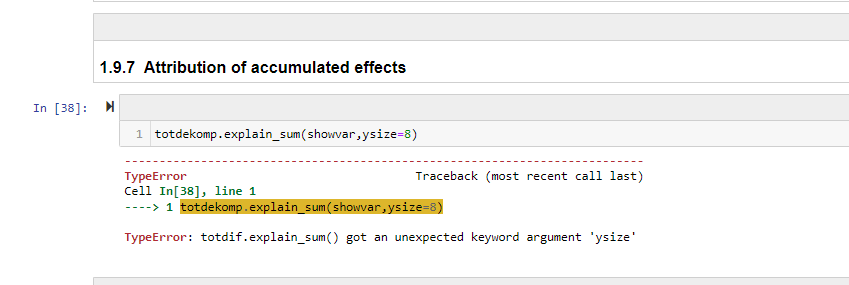 1.9.7 Attribution of accumulated effects
In [38]:
1 totdekomp.explain_sum(showvar,ysize=8)
---------------------------------------------------------------------------
TypeError                                 Traceback (most recent call last)
Cell In[38], line 1
----> 1 totdekomp.explain_sum(showvar,ysize=8)
TypeError: totdif.explain_sum() got an unexpected keyword argument 'ysize'